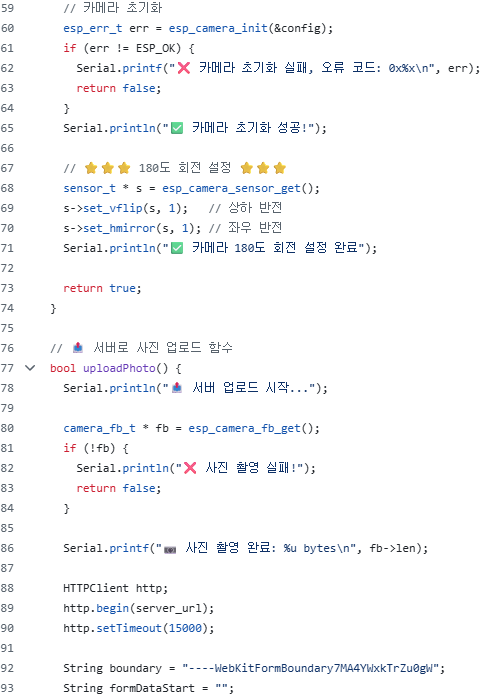 59 // 카메라 초기화
60 esp_err_t err = esp_camera_init(&config);
61 if (err != ESP_OK) {
62 Serial.printf("❌ 카메라 초기화 실패, 오류 코드: 0x%x\n", err);
63 return false;
64 }
65 Serial.println("✅ 카메라 초기화 성공!");
66
67 // ⭐⭐⭐ 180도 회전 설정 ⭐⭐⭐
68 sensor_t * s = esp_camera_sensor_get();
69 s->set_vflip(s, 1); // 상하 반전
70 s->set_hmirror(s, 1); // 좌우 반전
71 Serial.println("✅ 카메라 180도 회전 설정 완료");
72
73 return true;
74 }
75
76 // 📤 서버로 사진 업로드 함수
77 bool uploadPhoto() {
78 Serial.println("📤 서버 업로드 시작...");
79
80 camera_fb_t * fb = esp_camera_fb_get();
81 if (!fb) {
82 Serial.println("❌ 사진 촬영 실패!");
83 return false;
84 }
85
86 Serial.printf("📷 사진 촬영 완료: %u bytes\n", fb->len);
87
88 HTTPClient http;
89 http.begin(server_url);
90 http.setTimeout(15000);
91
92 String boundary = "----WebKitFormBoundary7MA4YWxkTrZu0gW";
93 String formDataStart = "";